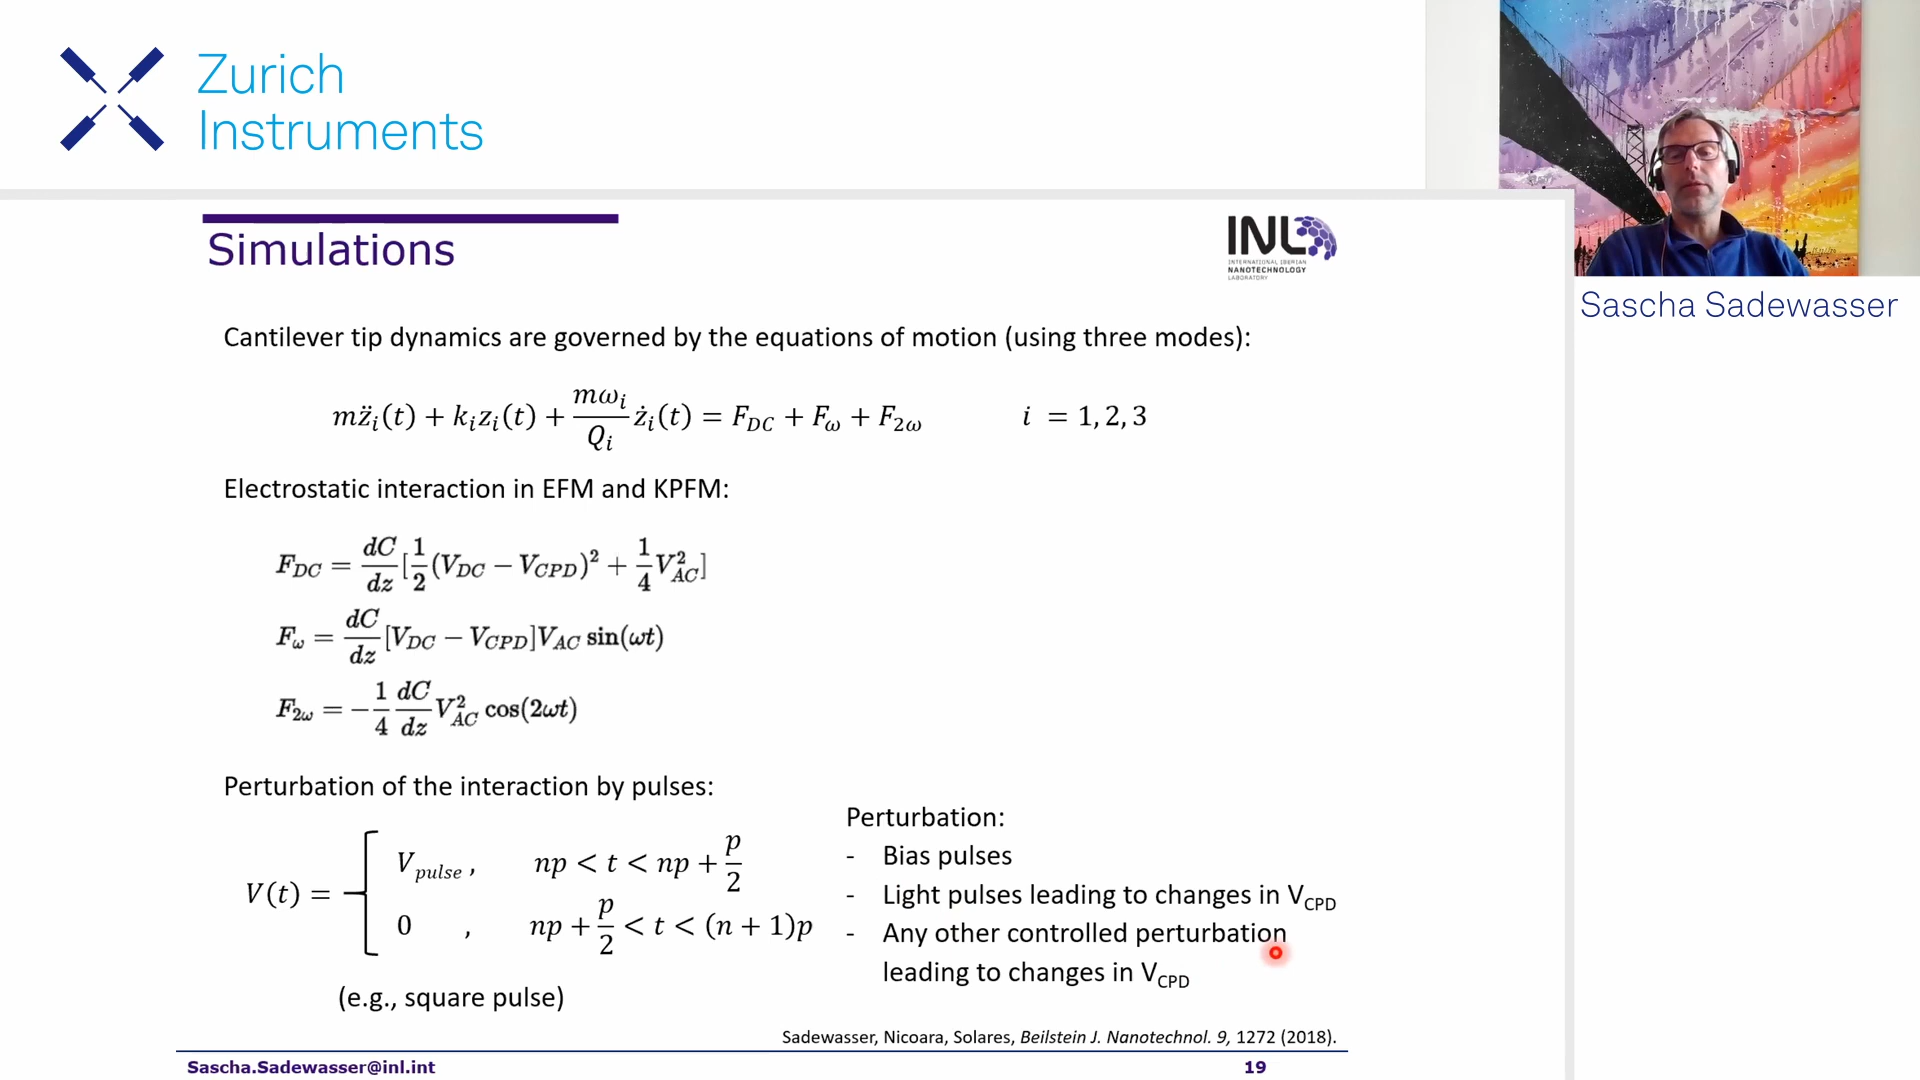 Zurich
Instruments
Sascha Sadewasser
Simulations
INL
INTERNATIONAL IBERIAN
NANOTECHNOLOGY
LABORATORY
Cantilever tip dynamics are governed by the equations of motion (using three modes):
mz̈ᵢ(t) + kᵢzᵢ(t) + (mωᵢ/Qᵢ) żᵢ(t) = F_DC + F_ω + F_2ω    i = 1, 2, 3
Electrostatic interaction in EFM and KPFM:
F_DC = dC/dz [1/2 (V_DC − V_CPD)² + 1/4 V²_AC]
F_ω = dC/dz [V_DC − V_CPD]V_AC sin(ωt)
F_2ω = −1/4 dC/dz V²_AC cos(2ωt)
Perturbation of the interaction by pulses:
V(t) = { V_pulse ,    np < t < np + p/2
0 ,    np + p/2 < t < (n + 1)p
(e.g., square pulse)
Perturbation:
- Bias pulses
- Light pulses leading to changes in V_CPD
- Any other controlled perturbation
leading to changes in V_CPD
Sadewasser, Nicoara, Solares, Beilstein J. Nanotechnol. 9, 1272 (2018).
Sascha.Sadewasser@inl.int
19